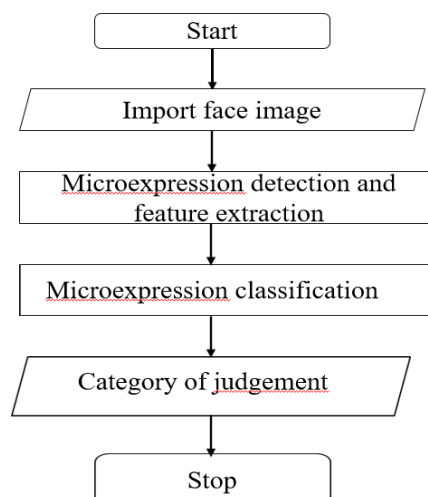 Start
Import face image
Microexpression detection and
feature extraction
Microexpression classification
Category of judgement
Stop